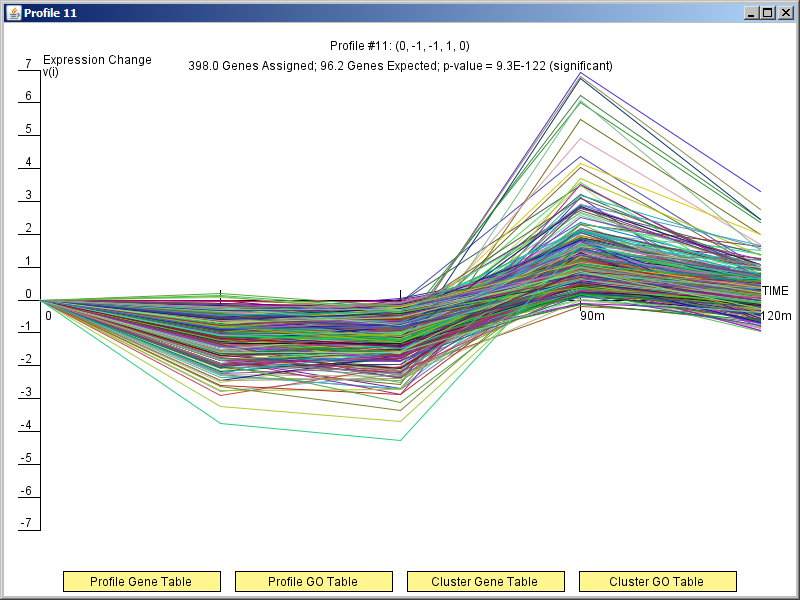 Profile 11
Profile #11: (0, -1, -1, 1, 0)
398.0 Genes Assigned; 96.2 Genes Expected; p-value = 9.3E-122 (significant)
Expression Change
v(i)
7
6
5
4
3
2
1
0
-1
-2
-3
-4
-5
-6
-7
TIME
0
90m
120m
Profile Gene Table
Profile GO Table
Cluster Gene Table
Cluster GO Table